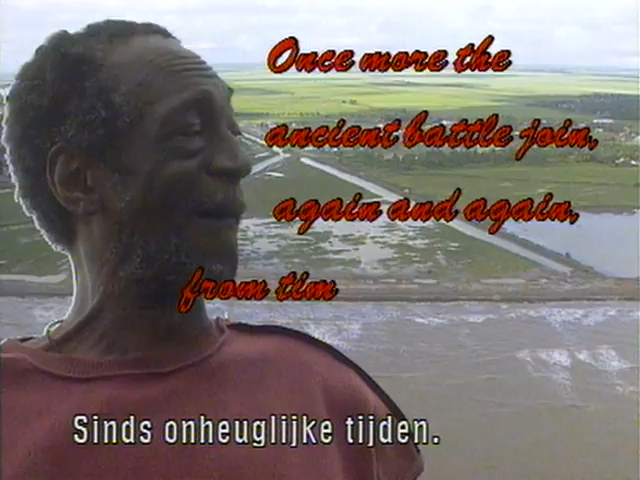 Once more the
ancient battle join,
again and again,
from tim
Sinds onheuglijke tijden.